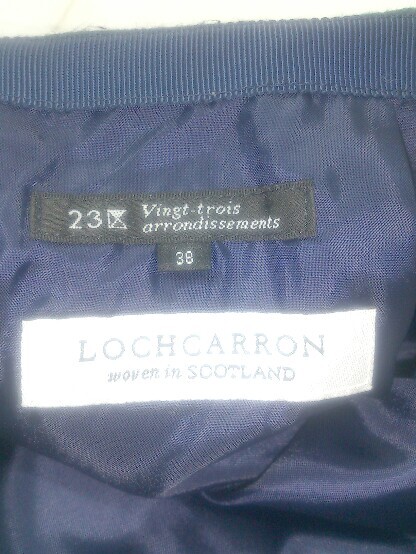 23区 Vingt-trois
arrondissements
38
LOCHCARRON
woven in SCOTLAND